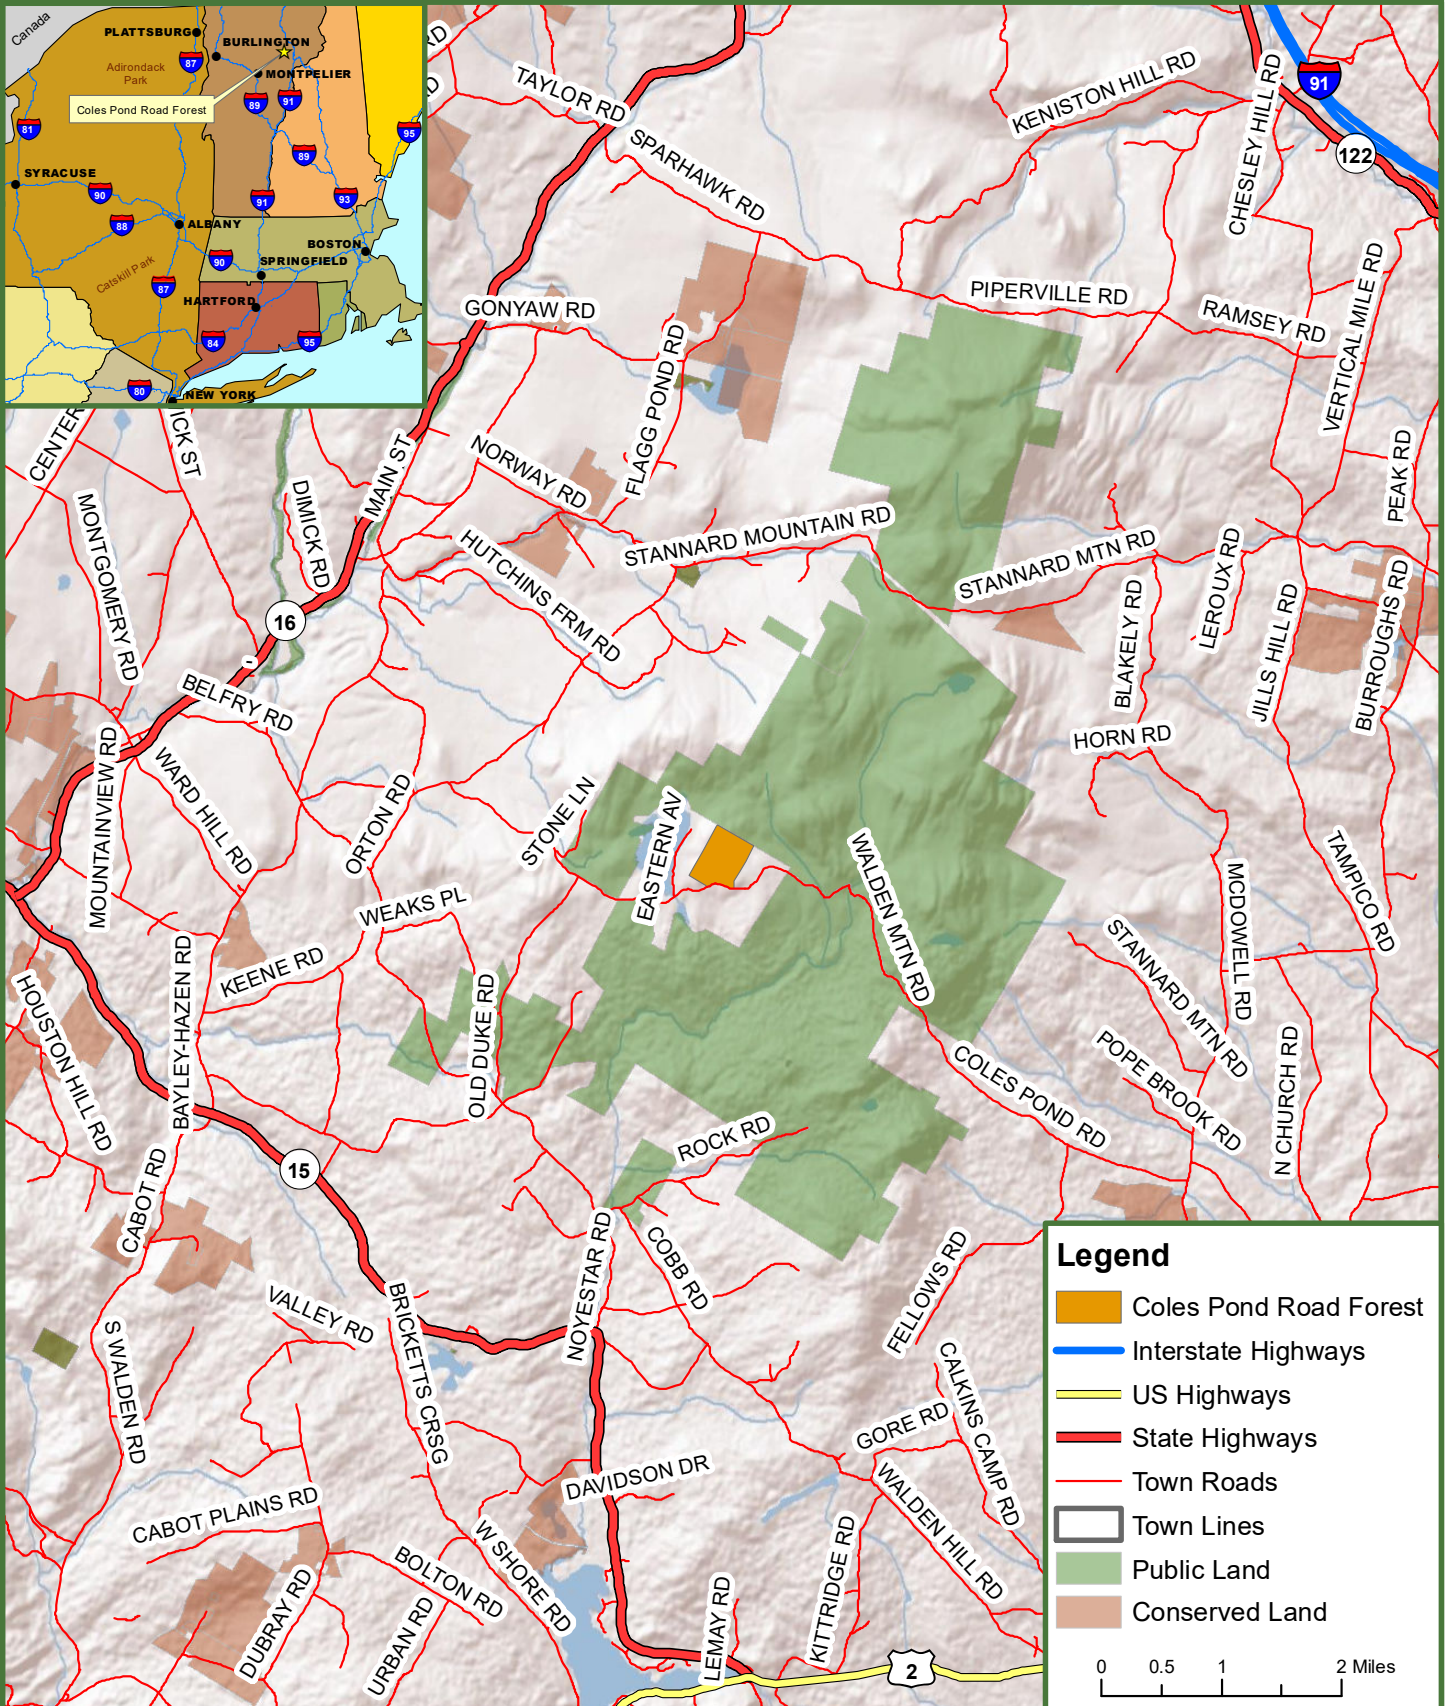 Canada
PLATTSBURG
BURLINGTON
87
Adirondack
Park
MONTPELIER
Coles Pond Road Forest
89
91
81
95
89
SYRACUSE
90
91
93
88
ALBANY
BOSTON
90
SPRINGFIELD
Catskill Park
87
HARTFORD
84
95
80
NEW YORK
RD
RD
TAYLOR RD
SPARHAWK RD
KENISTON HILL RD
CHESLEY HILL RD
91
122
GONYAW RD
PIPERVILLE RD
RAMSEY RD
VERTICAL MILE RD
FLAGG POND RD
CENTER
ICK ST
MAIN ST
NORWAY RD
PEAK RD
DIMICK RD
MONTGOMERY RD
HUTCHINS FRM RD
STANNARD MOUNTAIN RD
STANNARD MTN RD
BLAKELY RD
LEROUX RD
JILLS HILL RD
BURROUGHS RD
16
BELFRY RD
HORN RD
MOUNTAINVIEW RD
WARD HILL RD
ORTON RD
STONE LN
EASTERN AV
WALDEN MTN RD
TAMPICO RD
MCDOWELL RD
WEAKS PL
KEENE RD
BAYLEY-HAZEN RD
OLD DUKE RD
STANNARD MTN RD
HOUSTON HILL RD
COLES POND RD
POPE BROOK RD
N CHURCH RD
ROCK RD
15
CABOT RD
NOYESTAR RD
COBB RD
FELLOWS RD
VALLEY RD
BRICKETTS CRSG
S WALDEN RD
CALKINS CAMP RD
GORE RD
DAVIDSON DR
WALDEN HILL RD
CABOT PLAINS RD
W SHORE RD
BOLTON RD
KITTRIDGE RD
DUBRAY RD
URBAN RD
LEMAY RD
2
Legend
Coles Pond Road Forest
Interstate Highways
US Highways
State Highways
Town Roads
Town Lines
Public Land
Conserved Land
0 0.5 1 2 Miles